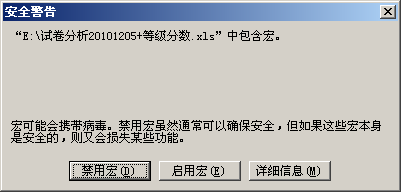 安全警告
“E:\试卷分析20101205+等级分数.xls”中包含宏。
宏可能会携带病毒。禁用宏虽然通常可以确保安全，但如果这些宏本身
是安全的，则又会损失某些功能。
禁用宏(D) 启用宏(E) 详细信息(M)